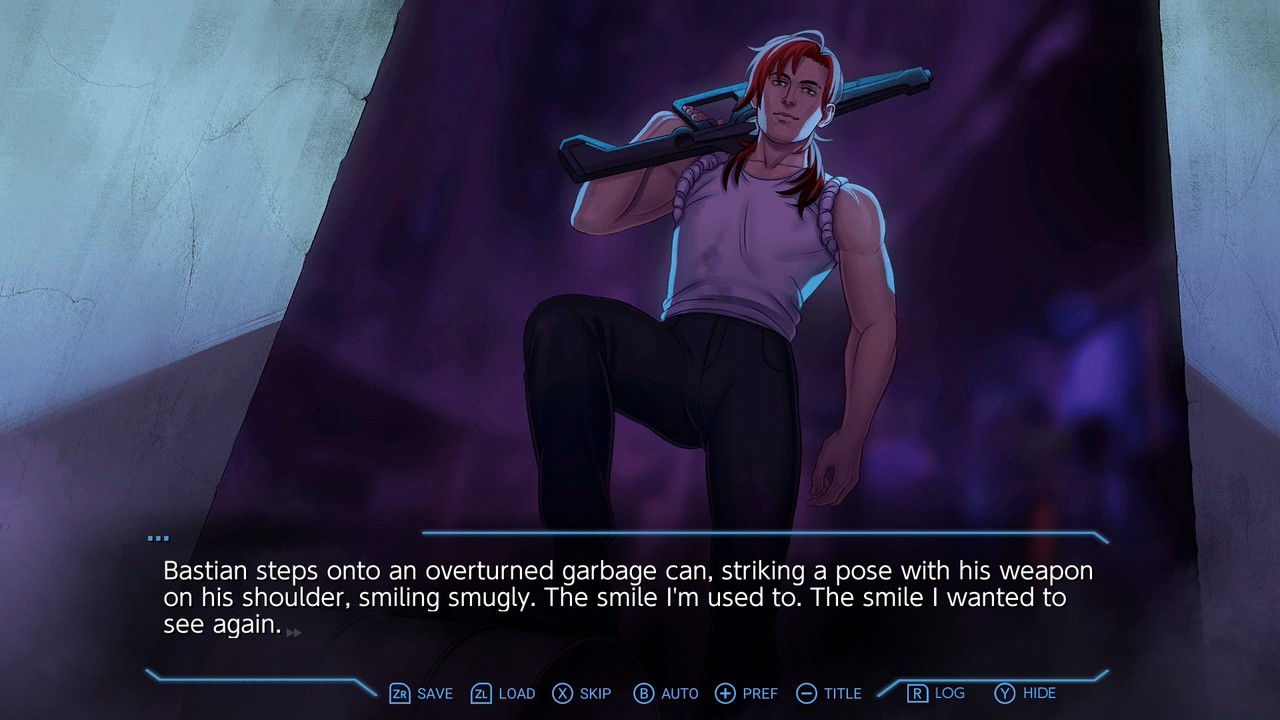 ...
Bastian steps onto an overturned garbage can, striking a pose with his weapon
on his shoulder, smiling smugly. The smile I'm used to. The smile I wanted to
see again.
ZR SAVE ZL LOAD X SKIP B AUTO + PREF − TITLE R LOG Y HIDE